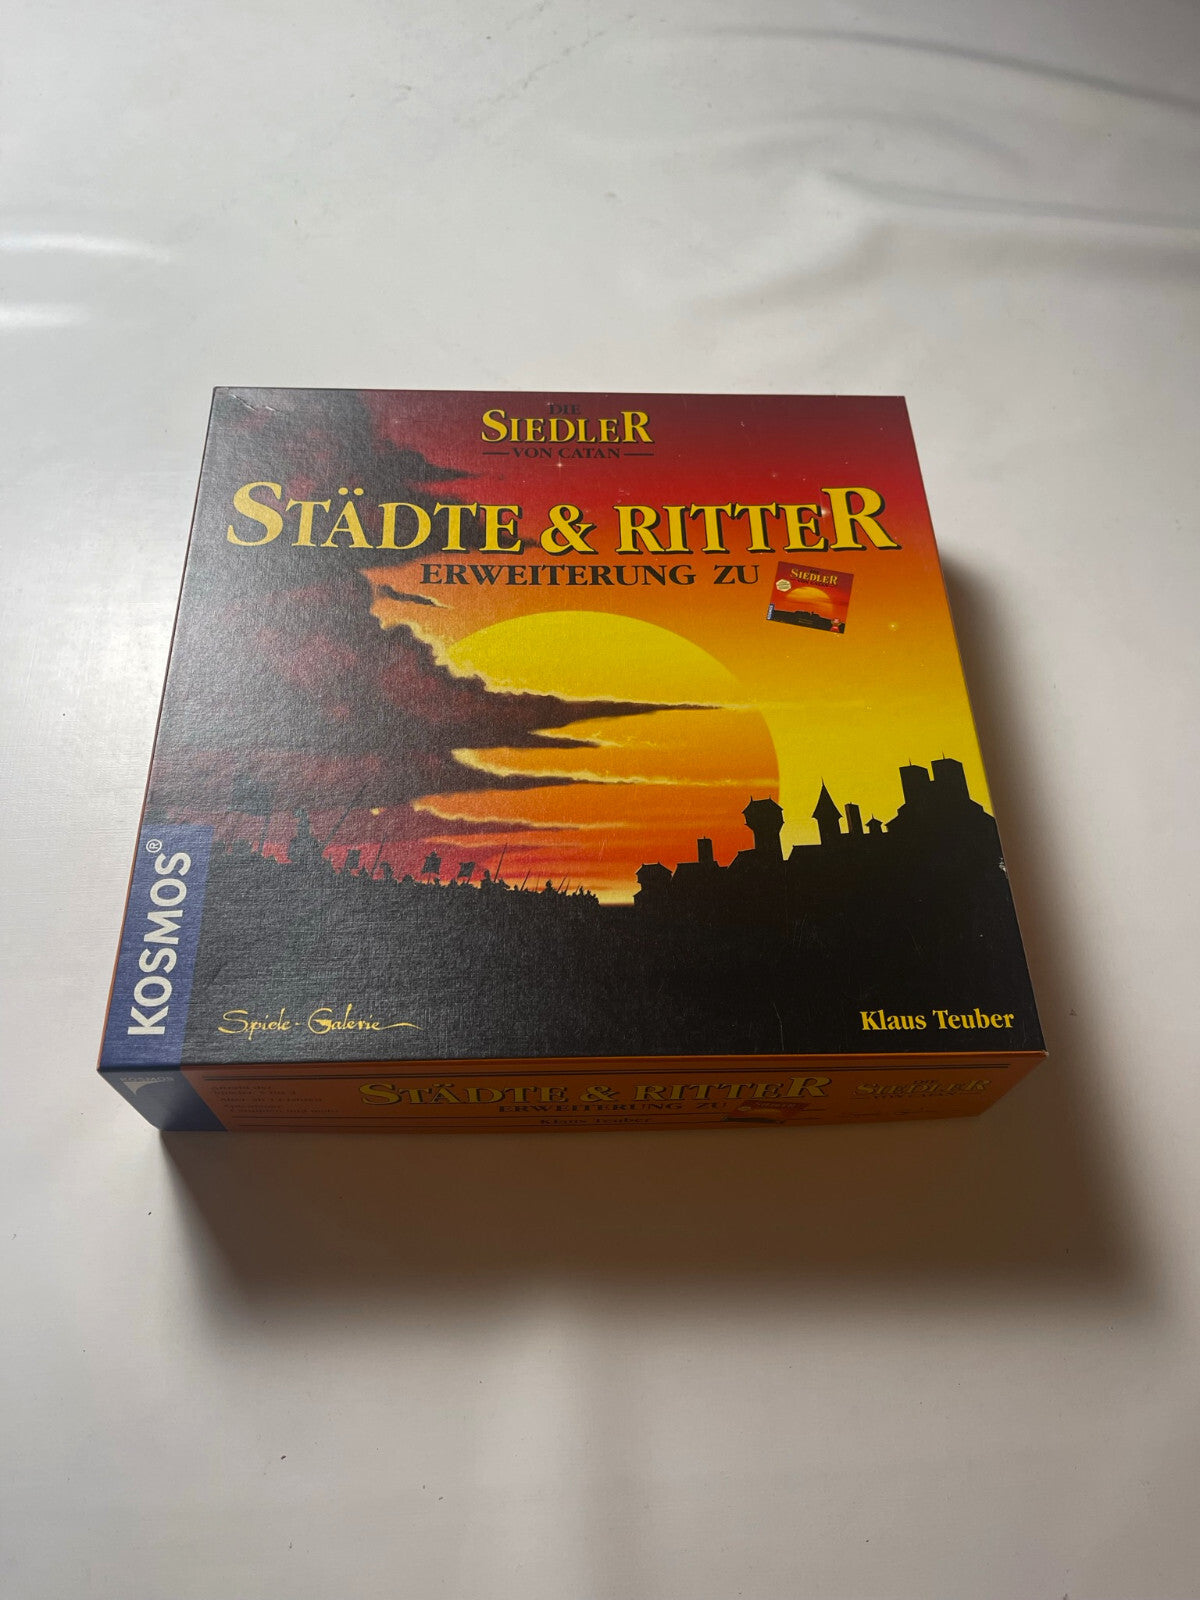 DIE
SIEDLER
VON CATAN
STÄDTE & RITTER
ERWEITERUNG ZU
SIEDLER
KOSMOS®
Spiele-Galerie
Klaus Teuber
KOSMOS
STÄDTE & RITTER
ERWEITERUNG ZU
Klaus Teuber
SIEDLER